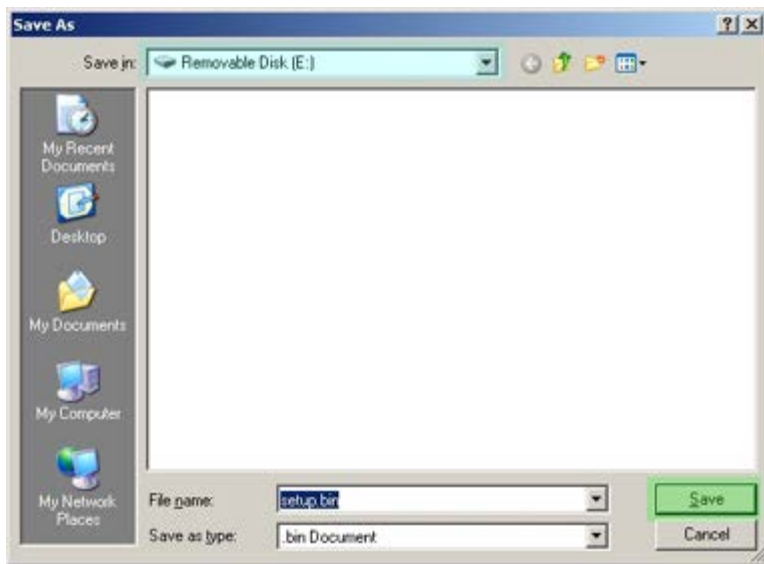 Save As
Save in: Removable Disk (E:)
My Recent
Documents
Desktop
My Documents
My Computer
My Network
Places
File name: setup.bin Save
Save as type: .bin Document Cancel